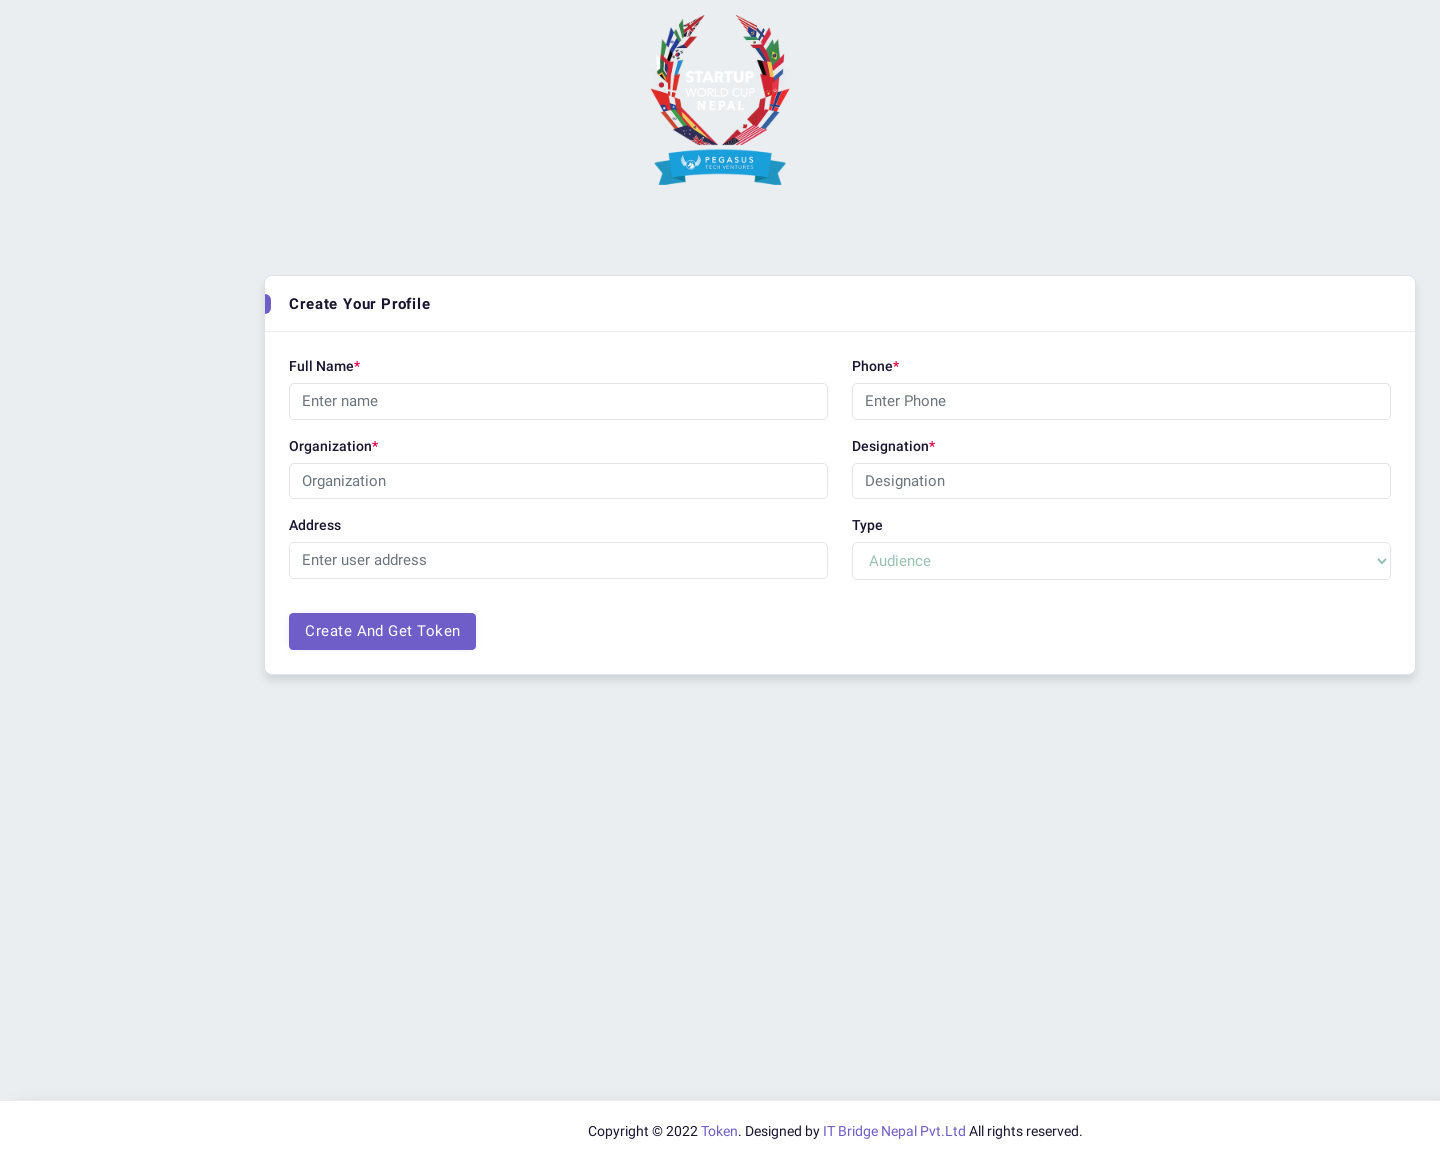 STARTUP
WORLD CUP
NEPAL
PEGASUS
TECH VENTURES
Create Your Profile
Full Name*
Phone*
Enter name
Enter Phone
Organization*
Designation*
Organization
Designation
Address
Type
Enter user address
Audience
Create And Get Token
Copyright © 2022 Token. Designed by IT Bridge Nepal Pvt.Ltd All rights reserved.